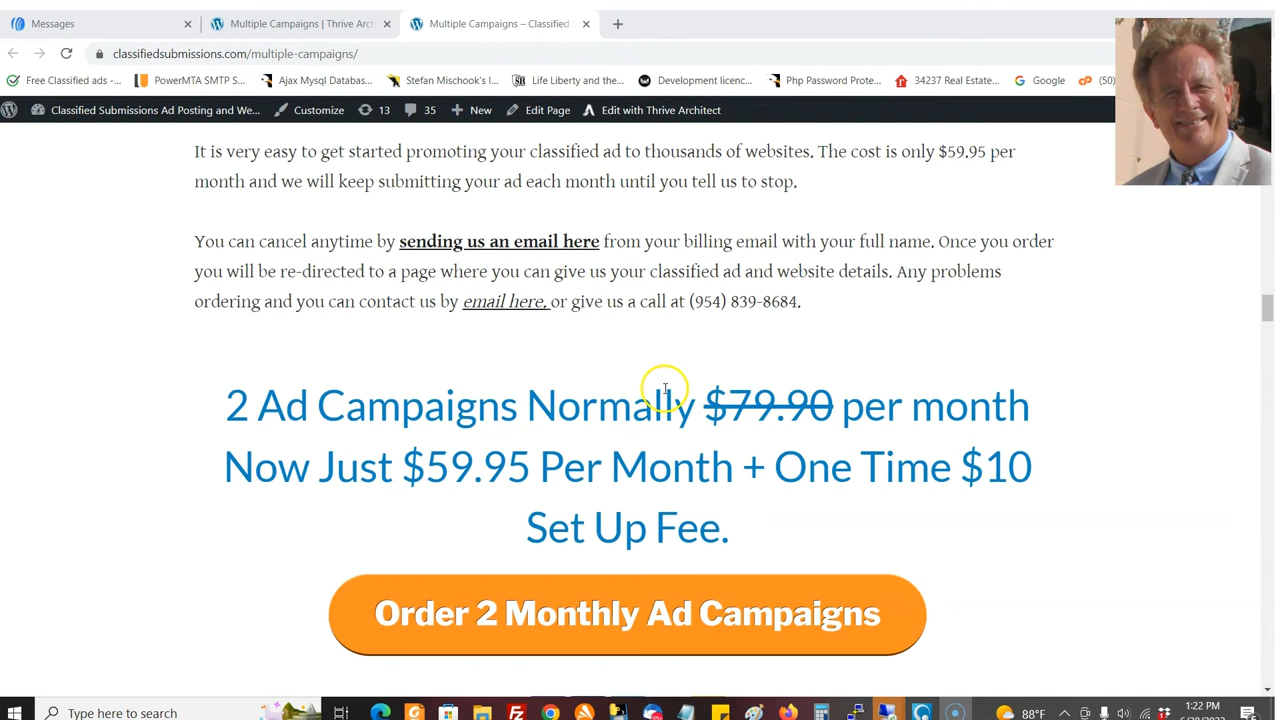 Messages
Multiple Campaigns | Thrive Arch
Multiple Campaigns – Classified
classifiedsubmissions.com/multiple-campaigns/
Free Classified ads -...
PowerMTA SMTP S...
Ajax Mysql Databas...
Stefan Mischook's I...
Life Liberty and the...
Development licenc...
Php Password Prote...
34237 Real Estate...
Google
(50)
Classified Submissions Ad Posting and We...
Customize
13
35
New
Edit Page
Edit with Thrive Architect
It is very easy to get started promoting your classified ad to thousands of websites. The cost is only $59.95 per
month and we will keep submitting your ad each month until you tell us to stop.
You can cancel anytime by sending us an email here from your billing email with your full name. Once you order
you will be re-directed to a page where you can give us your classified ad and website details. Any problems
ordering and you can contact us by email here. or give us a call at (954) 839-8684.
2 Ad Campaigns Normally $79.90 per month
Now Just $59.95 Per Month + One Time $10
Set Up Fee.
Order 2 Monthly Ad Campaigns
Type here to search
88°F
1:22 PM